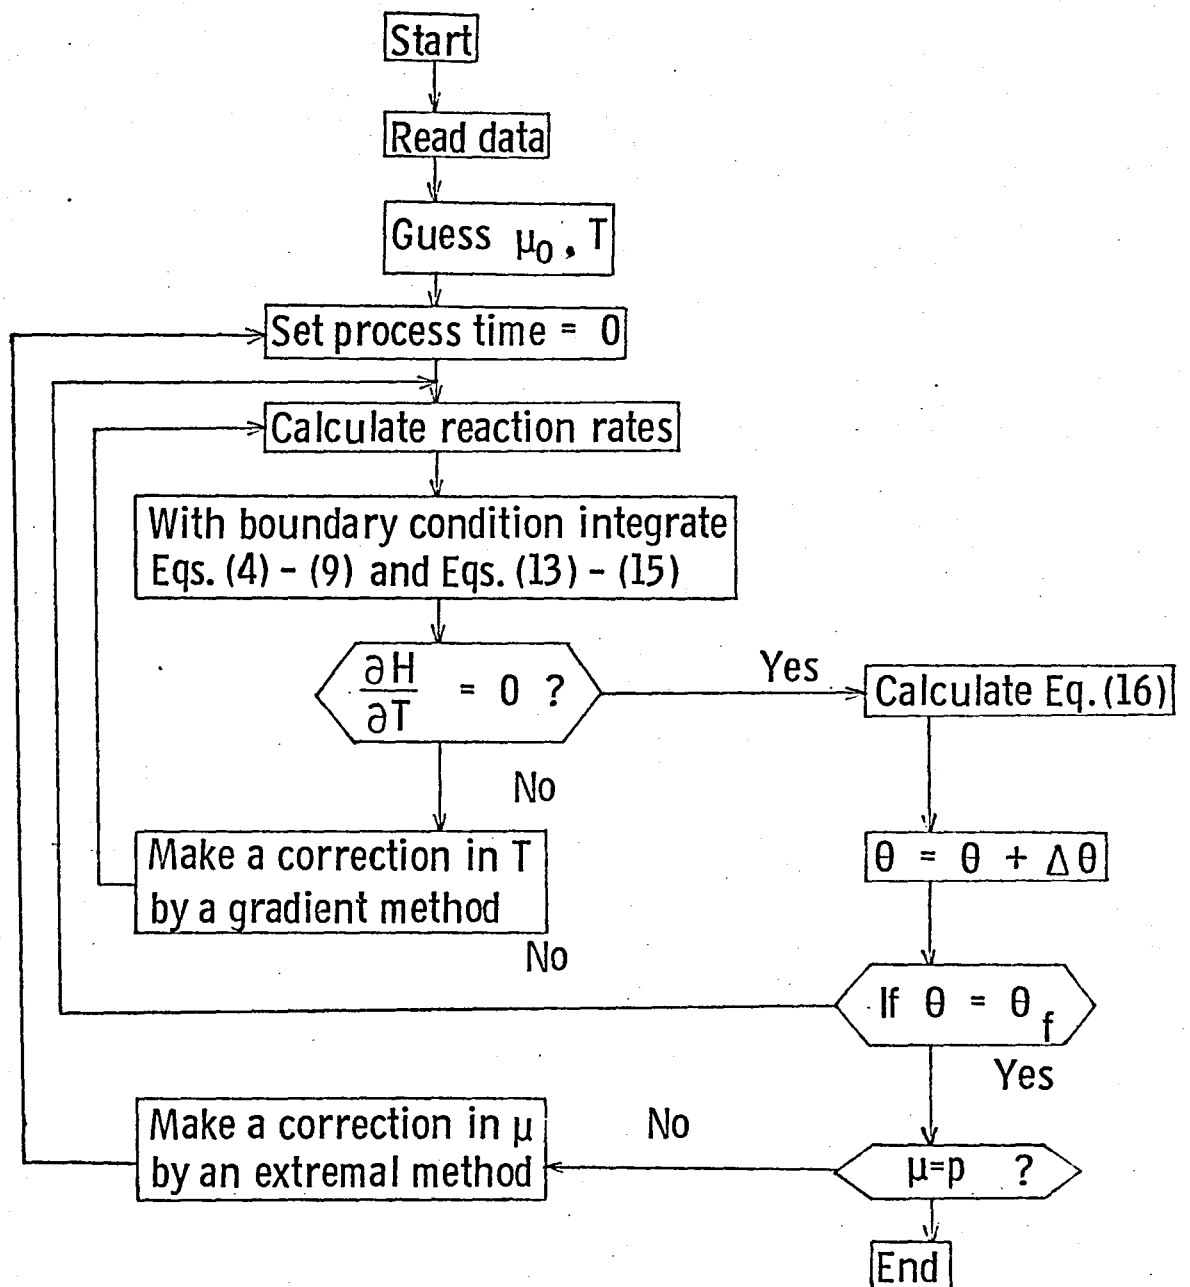 Start
Read data
Guess μ₀, T
Set process time = 0
Calculate reaction rates
With boundary condition integrate
Eqs. (4) - (9) and Eqs. (13) - (15)
∂H
∂T
= 0 ?
Yes
Calculate Eq. (16)
No
Make a correction in T
by a gradient method
θ = θ + Δθ
No
If θ = θf
Yes
Make a correction in μ
by an extremal method
No
μ=p ?
End